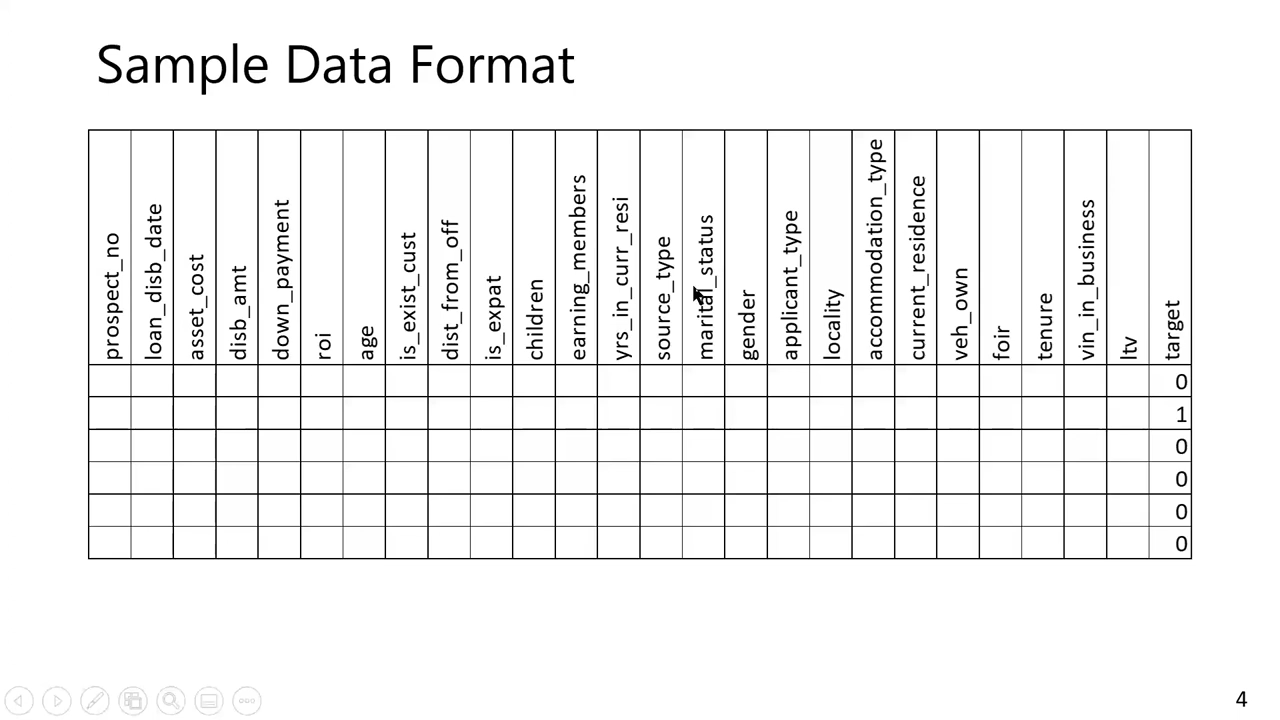 Sample Data Format
prospect_no
loan_disb_date
asset_cost
disb_amt
down_payment
roi
age
is_exist_cust
dist_from_off
is_expat
children
earning_members
yrs_in_curr_resi
source_type
marital_status
gender
applicant_type
locality
accommodation_type
current_residence
veh_own
foir
tenure
vin_in_business
ltv
target
0
1
0
0
0
0
4